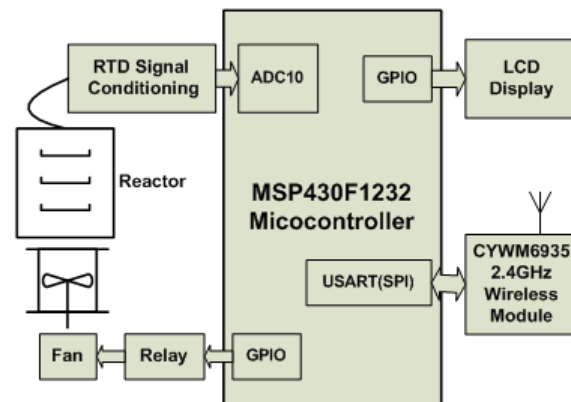 RTD Signal
Conditioning
ADC10
GPIO
LCD
Display
Reactor
MSP430F1232
Micocontroller
USART(SPI)
CYWM6935
2.4GHz
Wireless
Module
Fan
Relay
GPIO